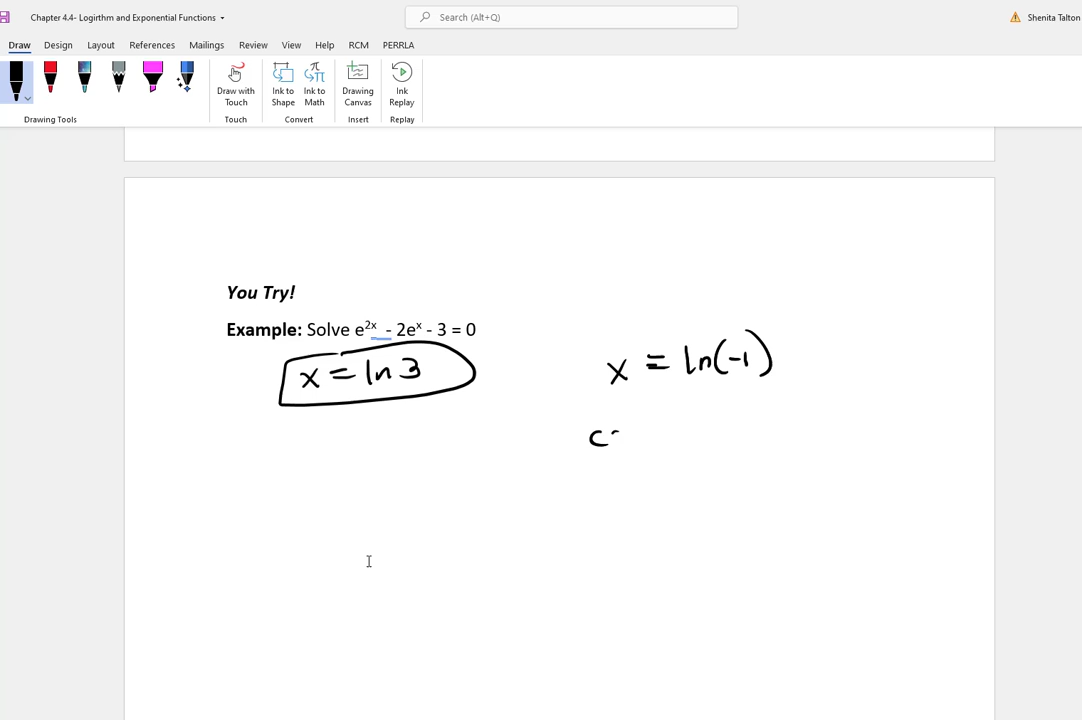 Chapter 4.4- Logirthm and Exponential Functions
Search (Alt+Q)
Shenita Talton
Draw Design Layout References Mailings Review View Help RCM PERRLA
Draw with Touch
Ink to Shape
Ink to Math
Drawing Canvas
Ink Replay
Drawing Tools Touch Convert Insert Replay
You Try!
Example: Solve e²ˣ - 2eˣ - 3 = 0
x = ln 3
x = ln(-1)